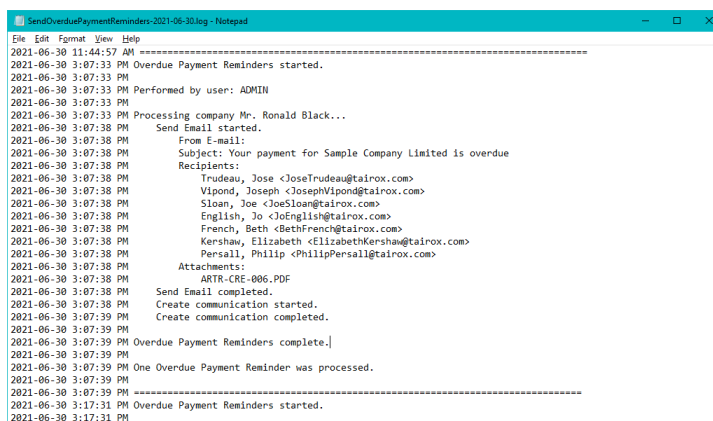 SendOverduePaymentReminders-2021-06-30.log - Notepad
File Edit Format View Help
2021-06-30 11:44:57 AM ================================================================================
2021-06-30 3:07:33 PM Overdue Payment Reminders started.
2021-06-30 3:07:33 PM
2021-06-30 3:07:33 PM Performed by user: ADMIN
2021-06-30 3:07:33 PM
2021-06-30 3:07:33 PM Processing company Mr. Ronald Black...
2021-06-30 3:07:38 PM     Send Email started.
2021-06-30 3:07:38 PM         From E-mail:
2021-06-30 3:07:38 PM         Subject: Your payment for Sample Company Limited is overdue
2021-06-30 3:07:38 PM         Recipients:
2021-06-30 3:07:38 PM             Trudeau, Jose <JoseTrudeau@tairox.com>
2021-06-30 3:07:38 PM             Vipond, Joseph <JosephVipond@tairox.com>
2021-06-30 3:07:38 PM             Sloan, Joe <JoeSloan@tairox.com>
2021-06-30 3:07:38 PM             English, Jo <JoEnglish@tairox.com>
2021-06-30 3:07:38 PM             French, Beth <BethFrench@tairox.com>
2021-06-30 3:07:38 PM             Kershaw, Elizabeth <ElizabethKershaw@tairox.com>
2021-06-30 3:07:38 PM             Persall, Philip <PhilipPersall@tairox.com>
2021-06-30 3:07:38 PM         Attachments:
2021-06-30 3:07:38 PM             ARTR-CRE-006.PDF
2021-06-30 3:07:38 PM     Send Email completed.
2021-06-30 3:07:38 PM     Create communication started.
2021-06-30 3:07:39 PM     Create communication completed.
2021-06-30 3:07:39 PM
2021-06-30 3:07:39 PM Overdue Payment Reminders complete.
2021-06-30 3:07:39 PM
2021-06-30 3:07:39 PM One Overdue Payment Reminder was processed.
2021-06-30 3:07:39 PM
2021-06-30 3:07:39 PM ================================================================================
2021-06-30 3:17:31 PM Overdue Payment Reminders started.
2021-06-30 3:17:31 PM